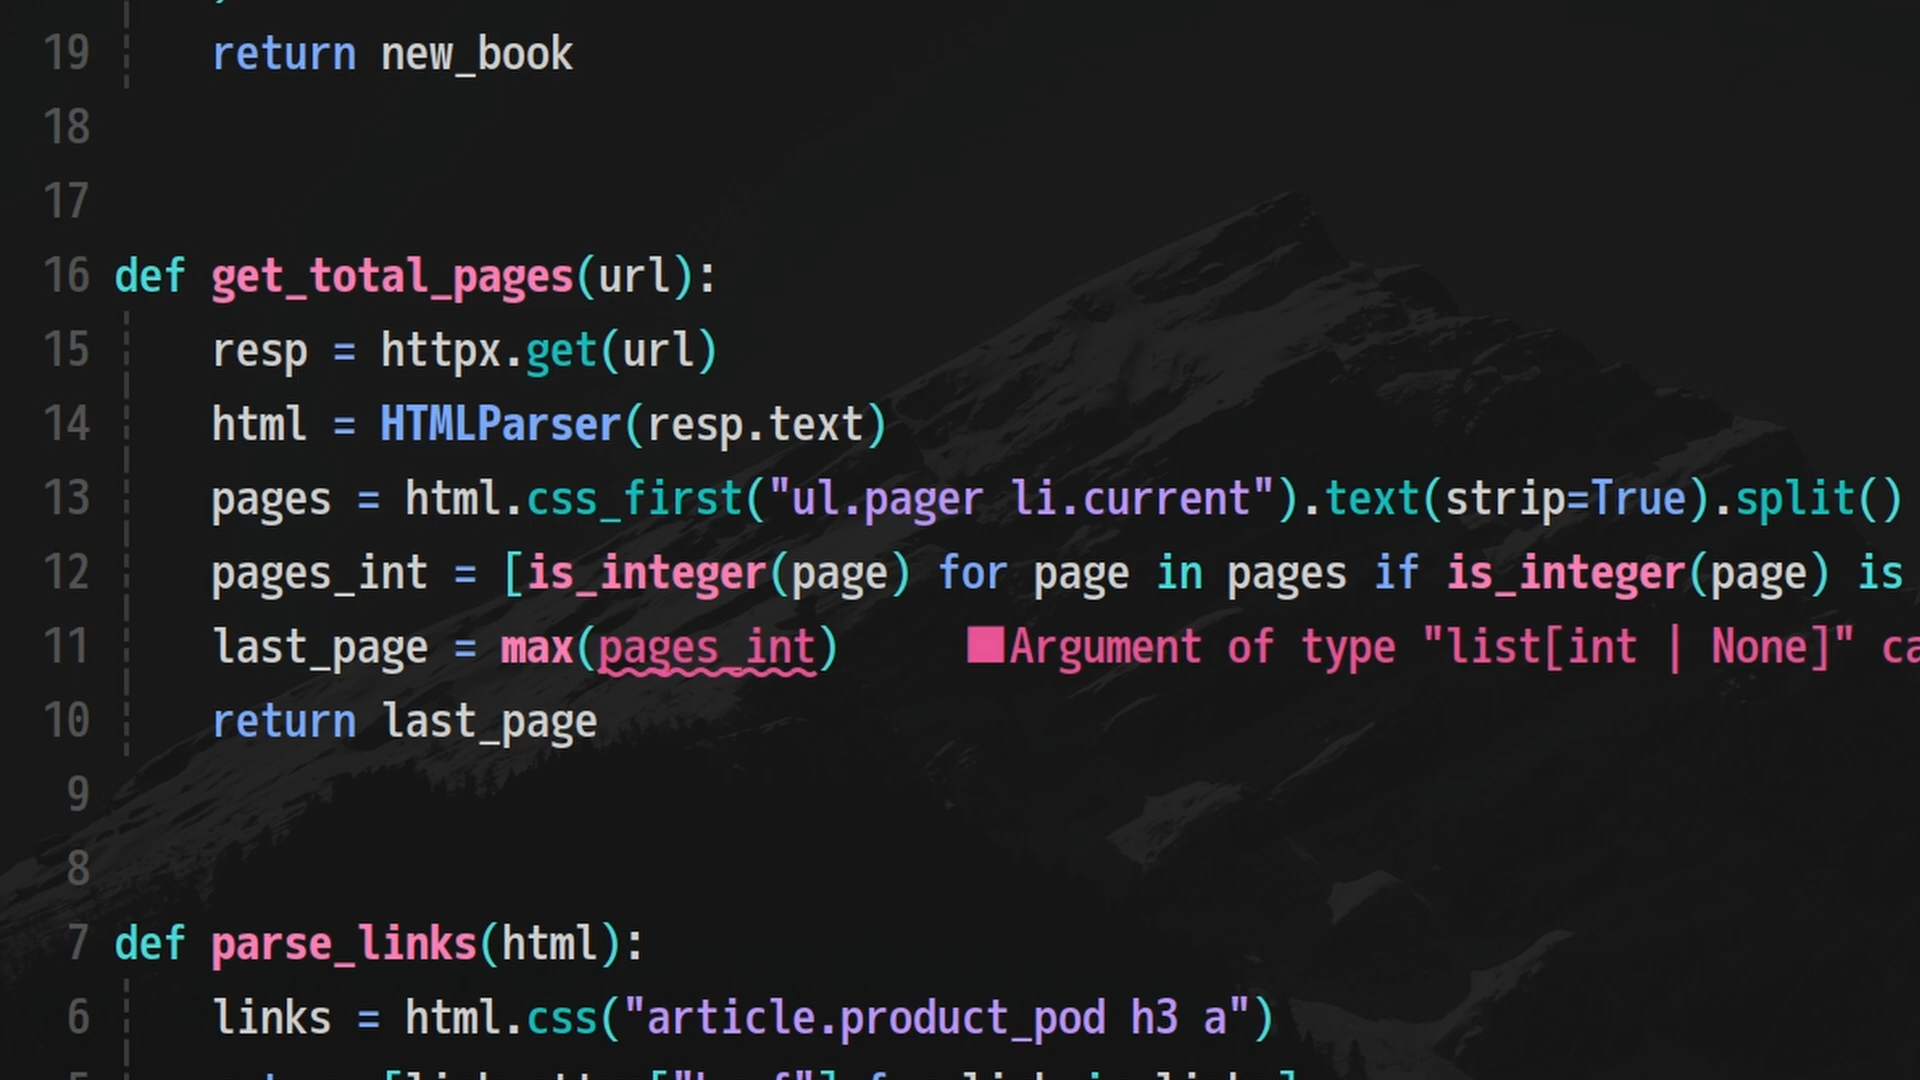 19 return new_book
18
17
16 def get_total_pages(url):
15 resp = httpx.get(url)
14 html = HTMLParser(resp.text)
13 pages = html.css_first("ul.pager li.current").text(strip=True).split()
12 pages_int = [is_integer(page) for page in pages if is_integer(page) is
11 last_page = max(pages_int) Argument of type "list[int | None]" ca
10 return last_page
9
8
7 def parse_links(html):
6 links = html.css("article.product_pod h3 a")